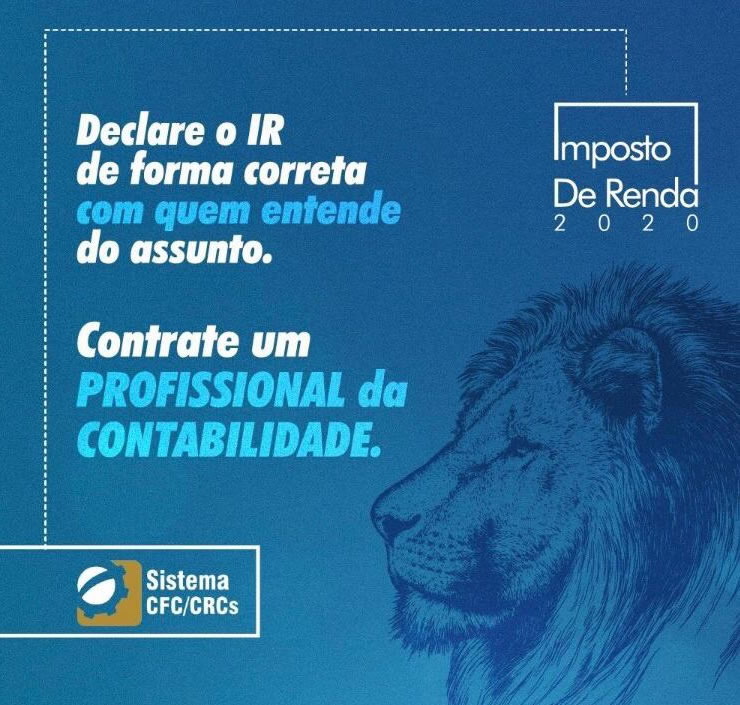 Declare o IR
de forma correta
com quem entende
do assunto.
Contrate um
PROFISSIONAL da
CONTABILIDADE.
Imposto
De Renda
2020
Sistema
CFC/CRCs